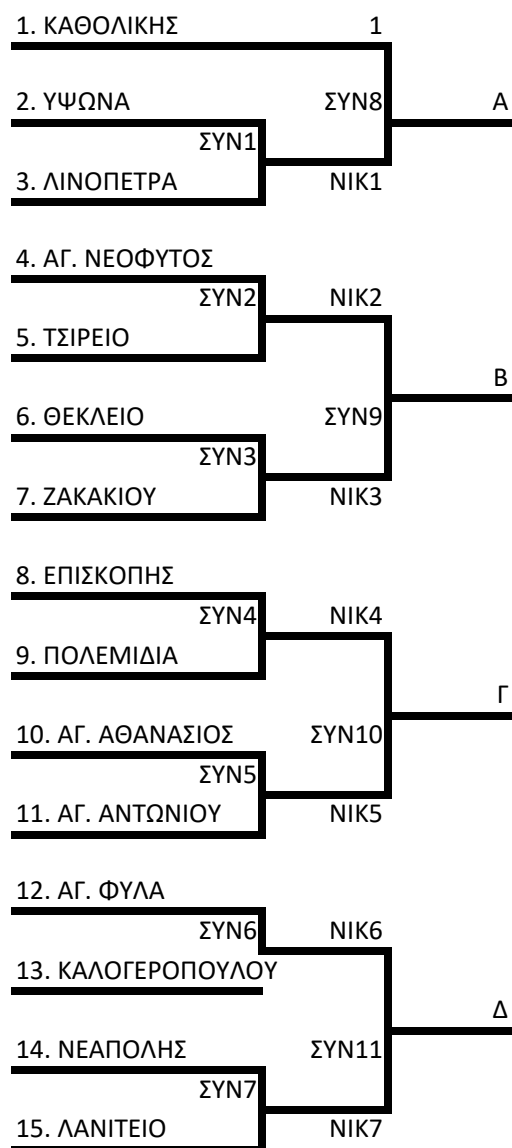 1. ΚΑΘΟΛΙΚΗΣ 1
2. ΥΨΩΝΑ ΣΥΝ8 Α
ΣΥΝ1
3. ΛΙΝΟΠΕΤΡΑ ΝΙΚ1
4. ΑΓ. ΝΕΟΦΥΤΟΣ
ΣΥΝ2 ΝΙΚ2
5. ΤΣΙΡΕΙΟ
Β
6. ΘΕΚΛΕΙΟ ΣΥΝ9
ΣΥΝ3
7. ΖΑΚΑΚΙΟΥ ΝΙΚ3
8. ΕΠΙΣΚΟΠΗΣ
ΣΥΝ4 ΝΙΚ4
9. ΠΟΛΕΜΙΔΙΑ
Γ
10. ΑΓ. ΑΘΑΝΑΣΙΟΣ ΣΥΝ10
ΣΥΝ5
11. ΑΓ. ΑΝΤΩΝΙΟΥ ΝΙΚ5
12. ΑΓ. ΦΥΛΑ
ΣΥΝ6 ΝΙΚ6
13. ΚΑΛΟΓΕΡΟΠΟΥΛΟΥ
Δ
14. ΝΕΑΠΟΛΗΣ ΣΥΝ11
ΣΥΝ7
15. ΛΑΝΙΤΕΙΟ ΝΙΚ7